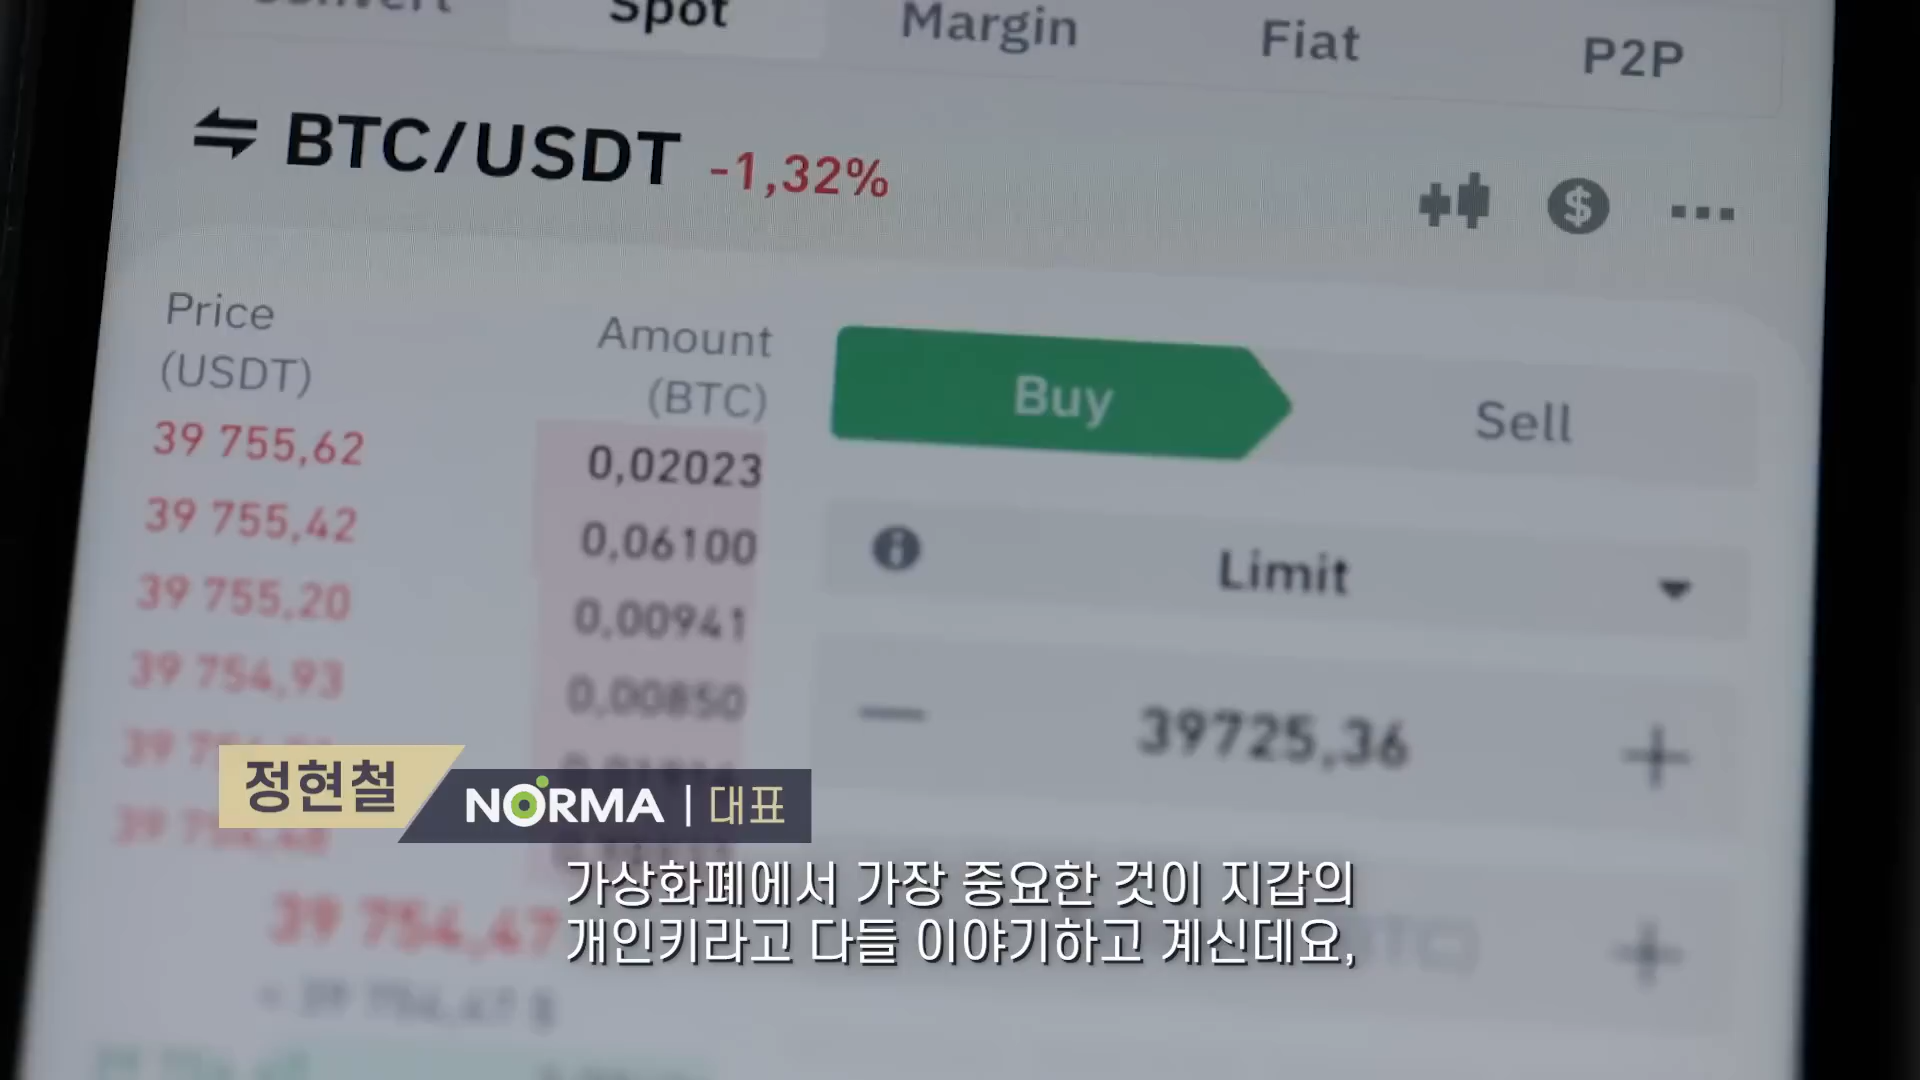 Spot
Margin
Fiat
P2P
BTC/USDT -1,32%
Price
(USDT)
Amount
(BTC)
Buy
Sell
39 755,62 0,02023
39 755,42 0,06100
39 755,20 0,00941
39 754,93 0,00850
Limit
39725,36
정현철
NORMA | 대표
39 754,47
가상화폐에서 가장 중요한 것이 지갑의
개인키라고 다들 이야기하고 계신데요,